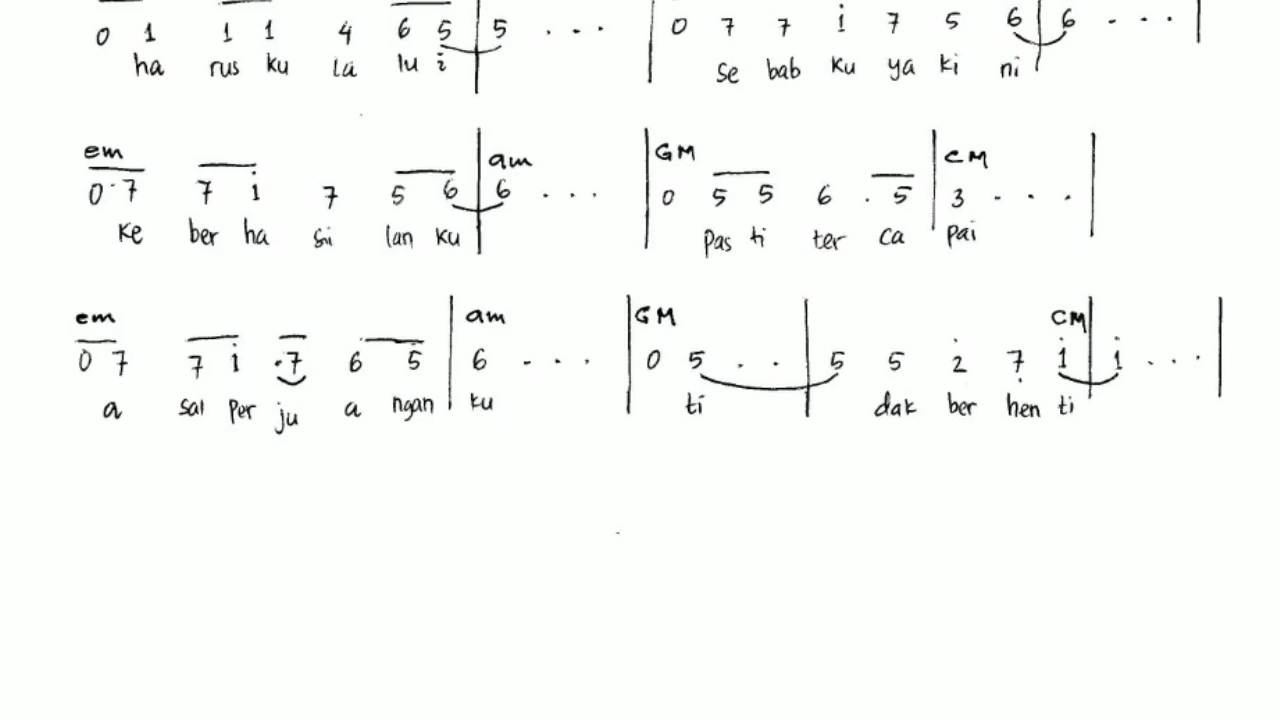 0 1 1 1 4 6 5 | 5 . . . | 0 7 7 i 7 5 6 | 6 . . . |
ha rus ku la lu i se bab ku ya ki ni
em am GM CM
0 7 7 i 7 5 6 | 6 . . . | 0 5 5 6 . 5 | 3 . . . |
ke ber ha si lan ku pas ti ter ca pai
em am GM CM
0 7 7 i .7 6 5 | 6 . . . | 0 5 . . | 5 5 2 7 i | i . . . |
a sal per ju a ngan ku ti dak ber hen ti